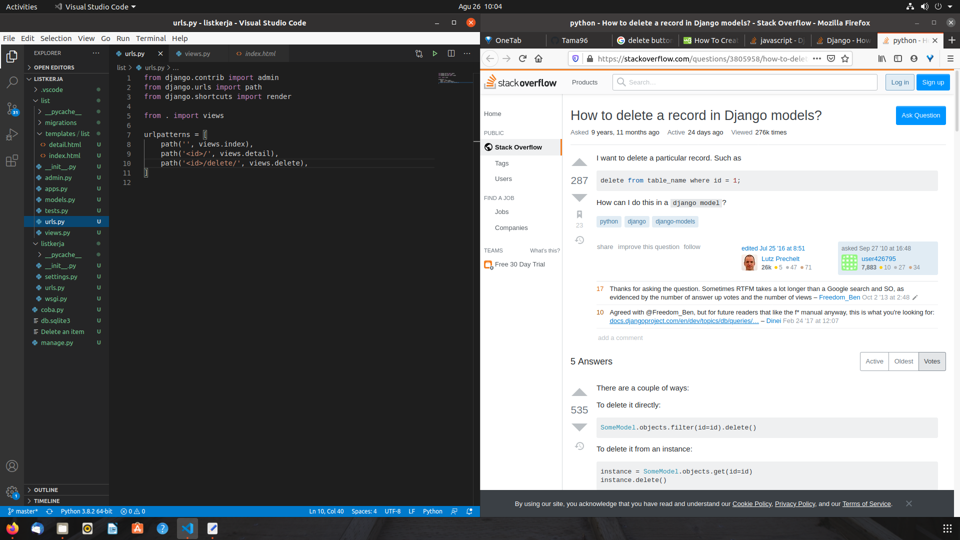 Activities
Visual Studio Code
Agu 26 10:04
urls.py - listkerja - Visual Studio Code
File Edit Selection View Go Run Terminal Help
EXPLORER
OPEN EDITORS
LISTKERJA
.vscode
list
__pycache__
migrations
templates / list
detail.html U
index.html U
__init__.py U
admin.py U
apps.py U
models.py U
tests.py U
urls.py U
views.py U
listkerja
__pycache__
__init__.py U
settings.py U
urls.py U
wsgi.py U
coba.py U
db.sqlite3 U
Delete an item U
manage.py U
OUTLINE
TIMELINE
urls.py U
views.py U
index.html U
list > urls.py > ...
1 from django.contrib import admin
2 from django.urls import path
3 from django.shortcuts import render
4
5 from . import views
6
7 urlpatterns = [
8 path('', views.index),
9 path('<id>/', views.detail),
10 path('<id>/delete/', views.delete),
11 ]
12
master* Python 3.8.2 64-bit 0 0 Ln 10, Col 40 Spaces: 4 UTF-8 LF Python
python - How to delete a record in Django models? - Stack Overflow - Mozilla Firefox
OneTab
Tama96
delete button
How To Creat
javascript - Dj
Django - How
python - H
https://stackoverflow.com/questions/3805958/how-to-dele
stackoverflow
Products
Search...
Log in
Sign up
Home
PUBLIC
Stack Overflow
Tags
Users
FIND A JOB
Jobs
Companies
TEAMS What's this?
Free 30 Day Trial
How to delete a record in Django models?
Ask Question
Asked 9 years, 11 months ago Active 24 days ago Viewed 276k times
287
23
I want to delete a particular record. Such as
delete from table_name where id = 1;
How can I do this in a django model ?
python django django-models
share improve this question follow
edited Jul 25 '16 at 8:51
Lutz Prechelt
26k 5 47 71
asked Sep 27 '10 at 16:48
user426795
7,883 10 27 34
17 Thanks for asking the question. Sometimes RTFM takes a lot longer than a Google search and SO, as
evidenced by the number of answer up votes and the number of views – Freedom_Ben Oct 2 '13 at 2:48
10 Agreed with @Freedom_Ben, but for future readers that like the f* manual anyway, this is what you're looking for:
docs.djangoproject.com/en/dev/topics/db/queries/… – Dinei Feb 24 '17 at 12:07
add a comment
5 Answers
Active Oldest Votes
535
There are a couple of ways:
To delete it directly:
SomeModel.objects.filter(id=id).delete()
To delete it from an instance:
instance = SomeModel.objects.get(id=id)
instance.delete()
By using our site, you acknowledge that you have read and understand our Cookie Policy, Privacy Policy, and our Terms of Service.